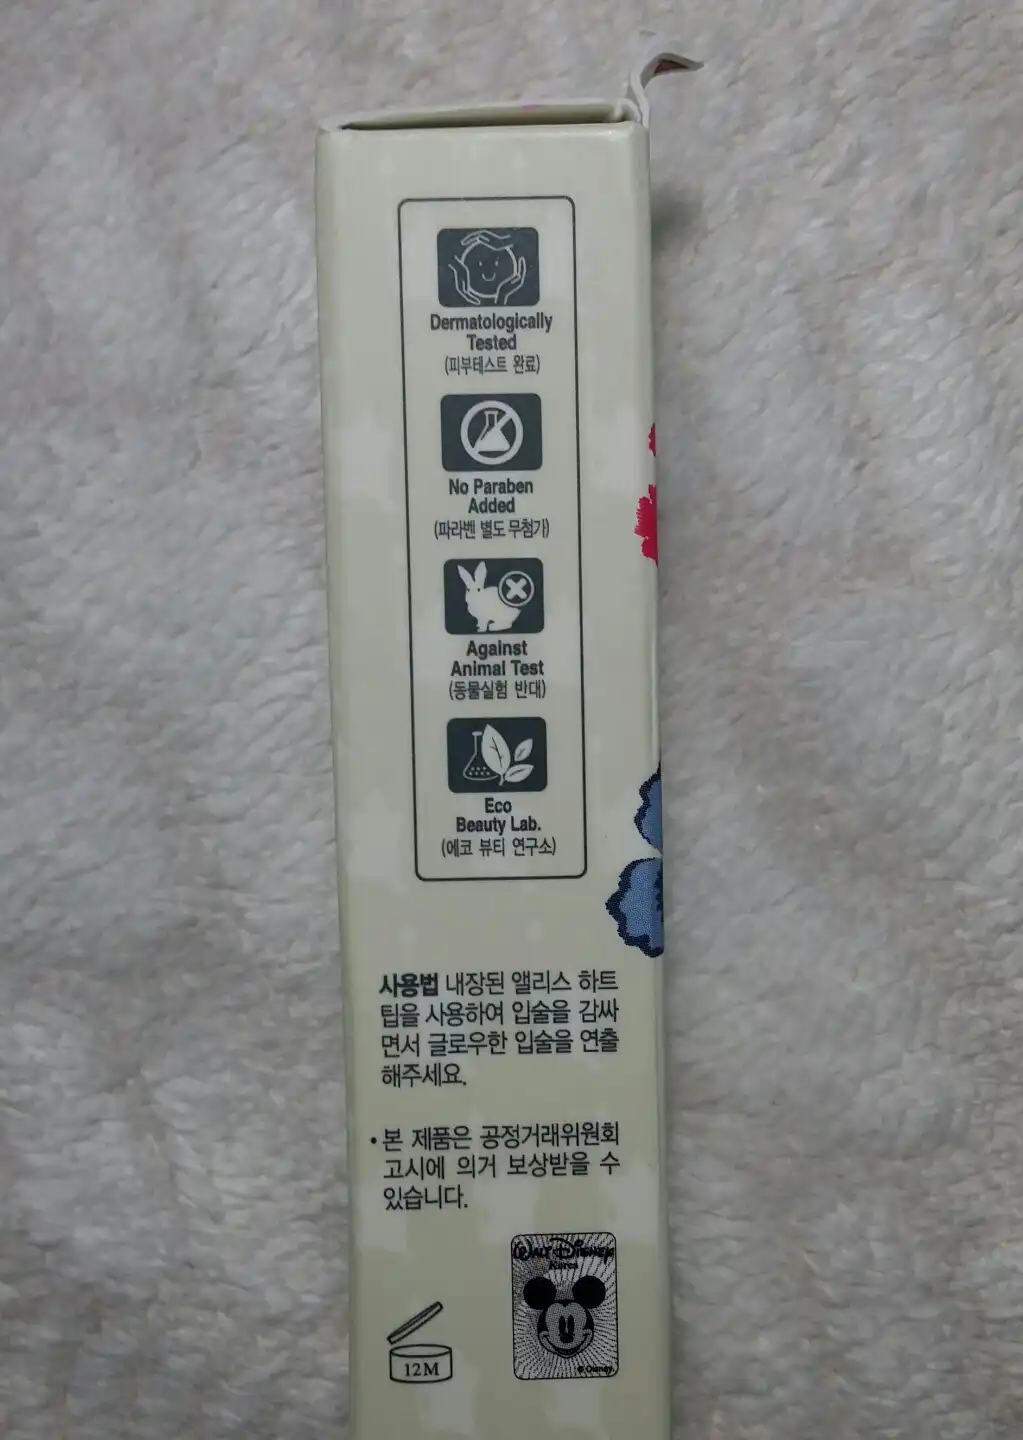 Dermatologically
Tested
(피부테스트 완료)
No Paraben
Added
(파라벤 별도 무첨가)
Against
Animal Test
(동물실험 반대)
Eco
Beauty Lab.
(에코 뷰티 연구소)
사용법 내장된 앨리스 하트
팁을 사용하여 입술을 감싸
면서 글로우한 입술을 연출
해주세요.
• 본 제품은 공정거래위원회
고시에 의거 보상받을 수
있습니다.
WALT DISNEY
Korea
© Disney
12M